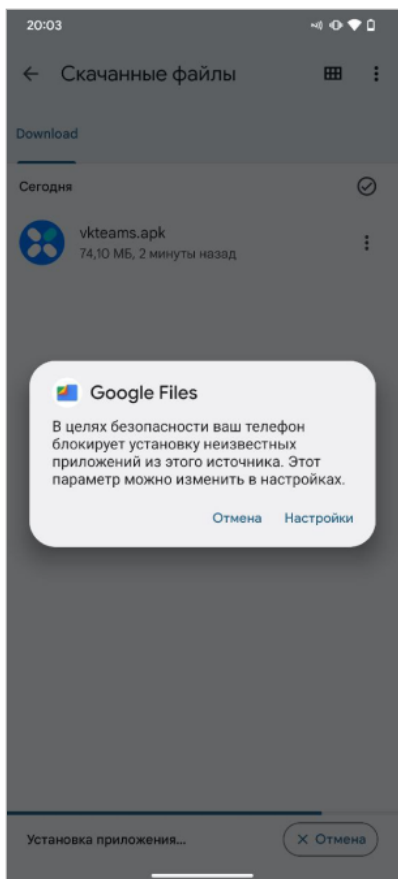 20:03
Скачанные файлы
Download
Сегодня
vkteams.apk
74,10 МБ, 2 минуты назад
Google Files
В целях безопасности ваш телефон
блокирует установку неизвестных
приложений из этого источника. Этот
параметр можно изменить в настройках.
Отмена Настройки
Установка приложения... Отмена